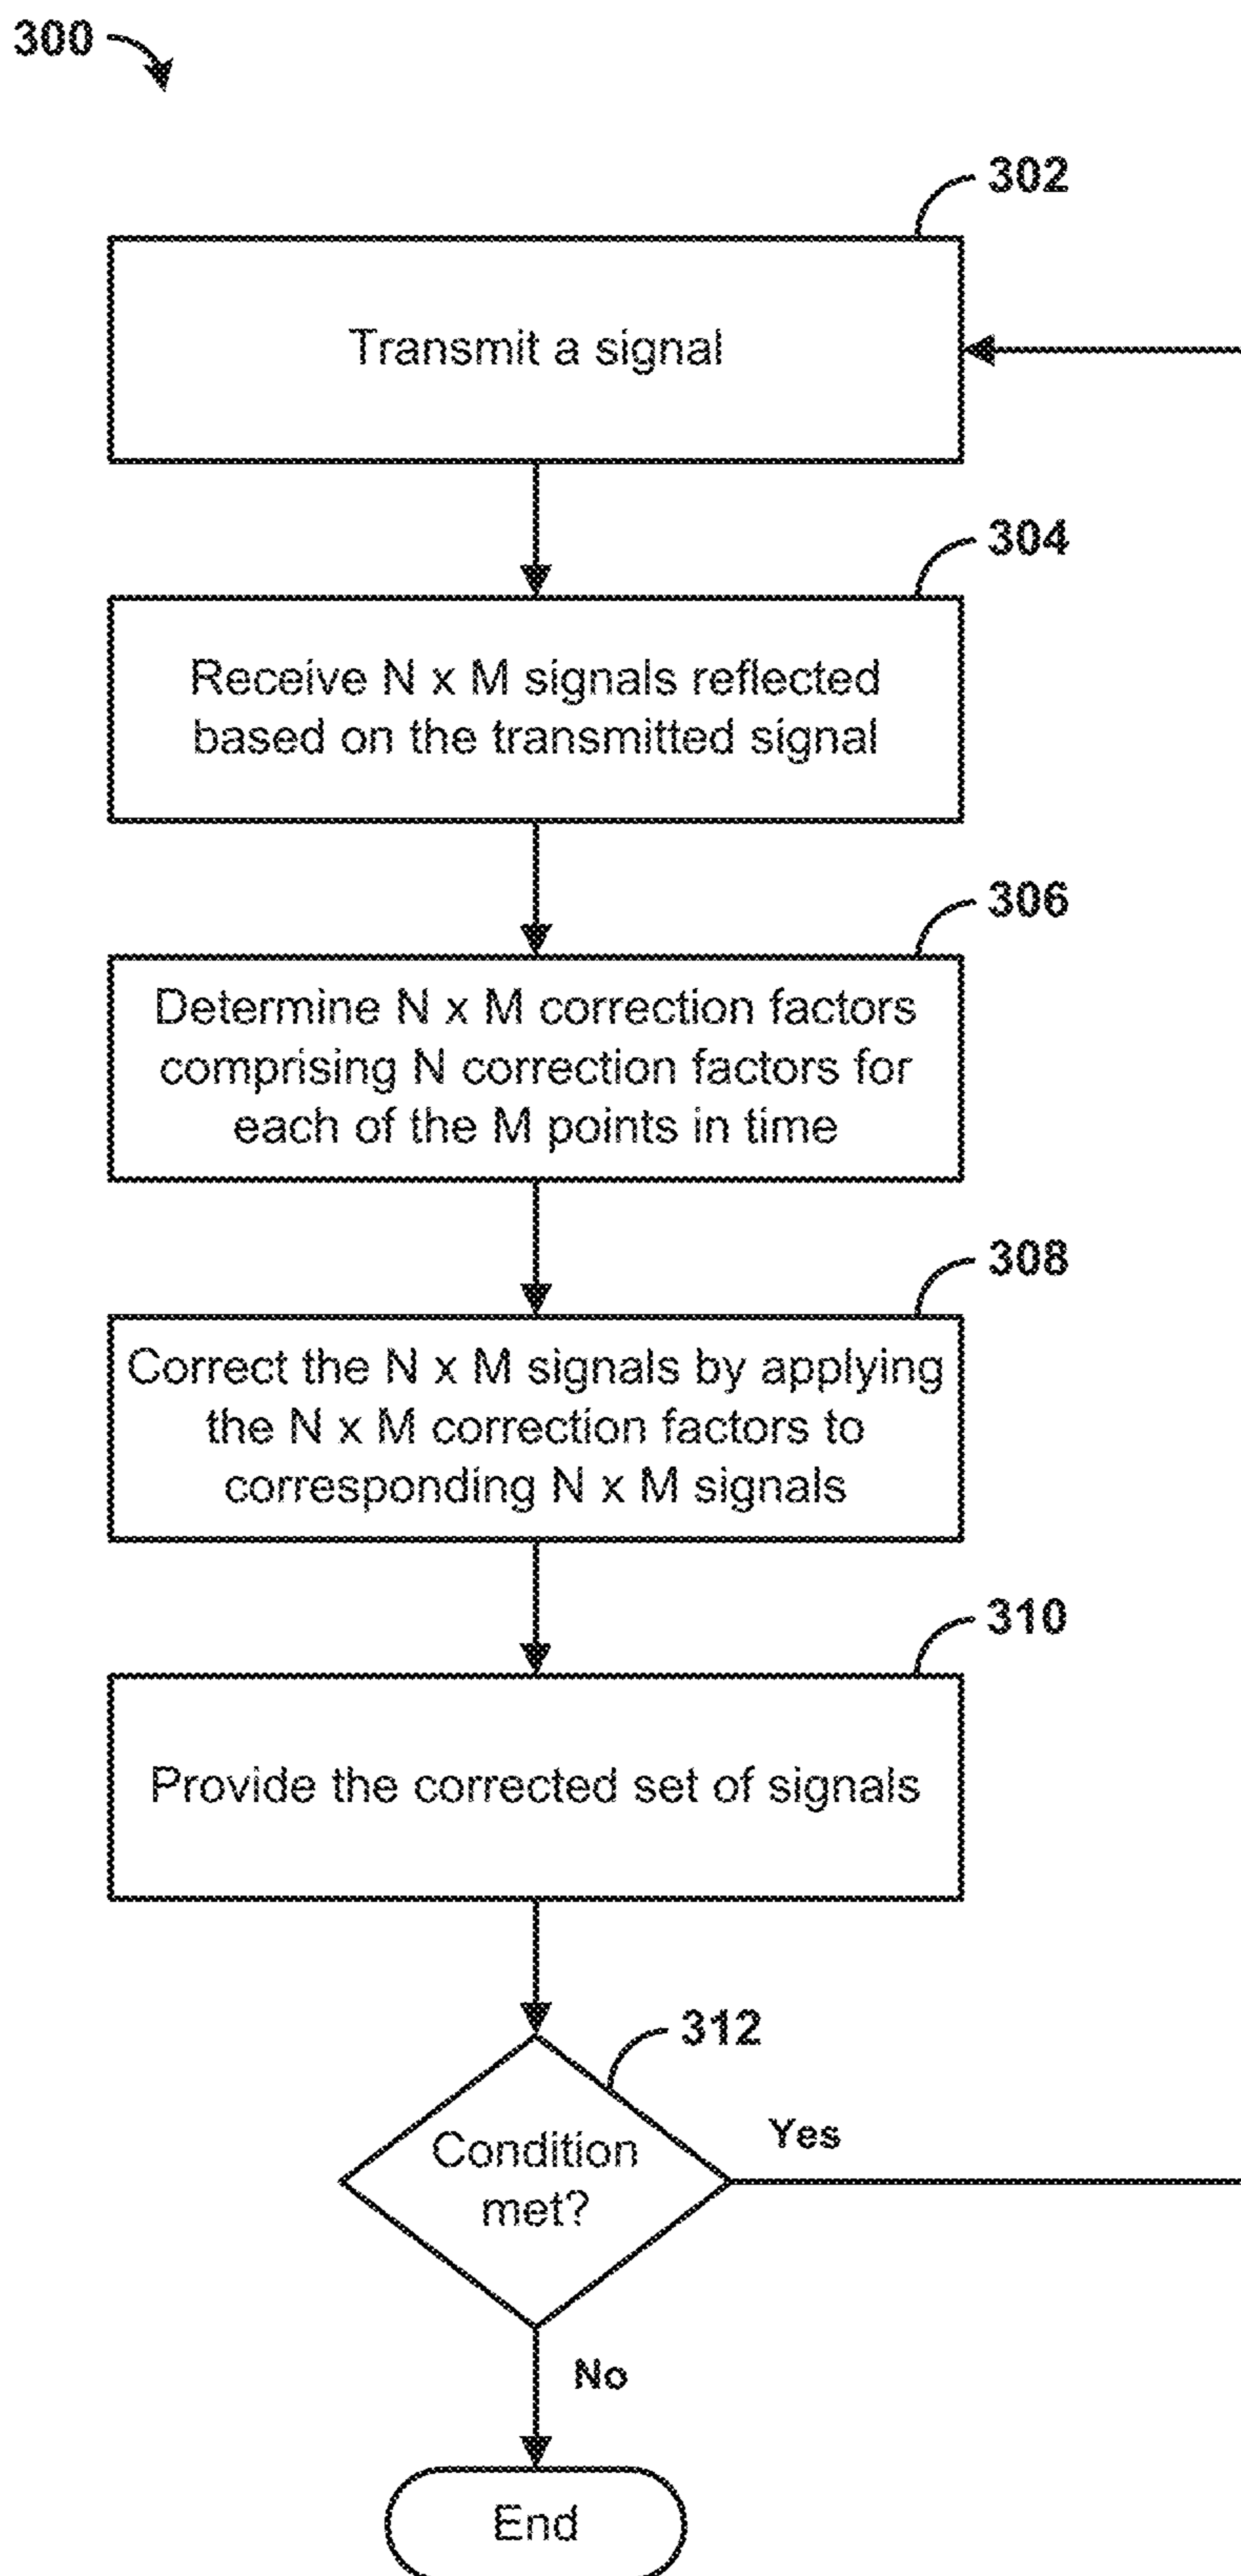 300
302
Transmit a signal
304
Receive N x M signals reflected
based on the transmitted signal
306
Determine N x M correction factors
comprising N correction factors for
each of the M points in time
308
Correct the N x M signals by applying
the N x M correction factors to
corresponding N x M signals
310
Provide the corrected set of signals
312
Condition
met?
Yes
No
End